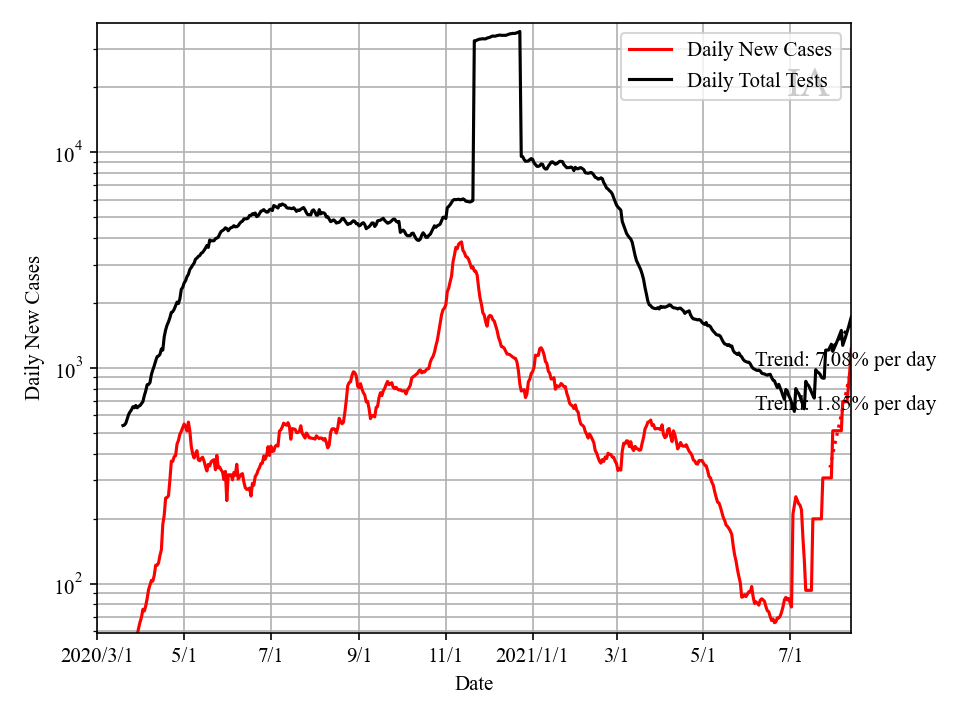 Daily New Cases
Daily Total Tests
IA
10^4
10^3
10^2
Daily New Cases
Trend: 7.08% per day
Trend: 1.85% per day
2020/3/1 5/1 7/1 9/1 11/1 2021/1/1 3/1 5/1 7/1
Date